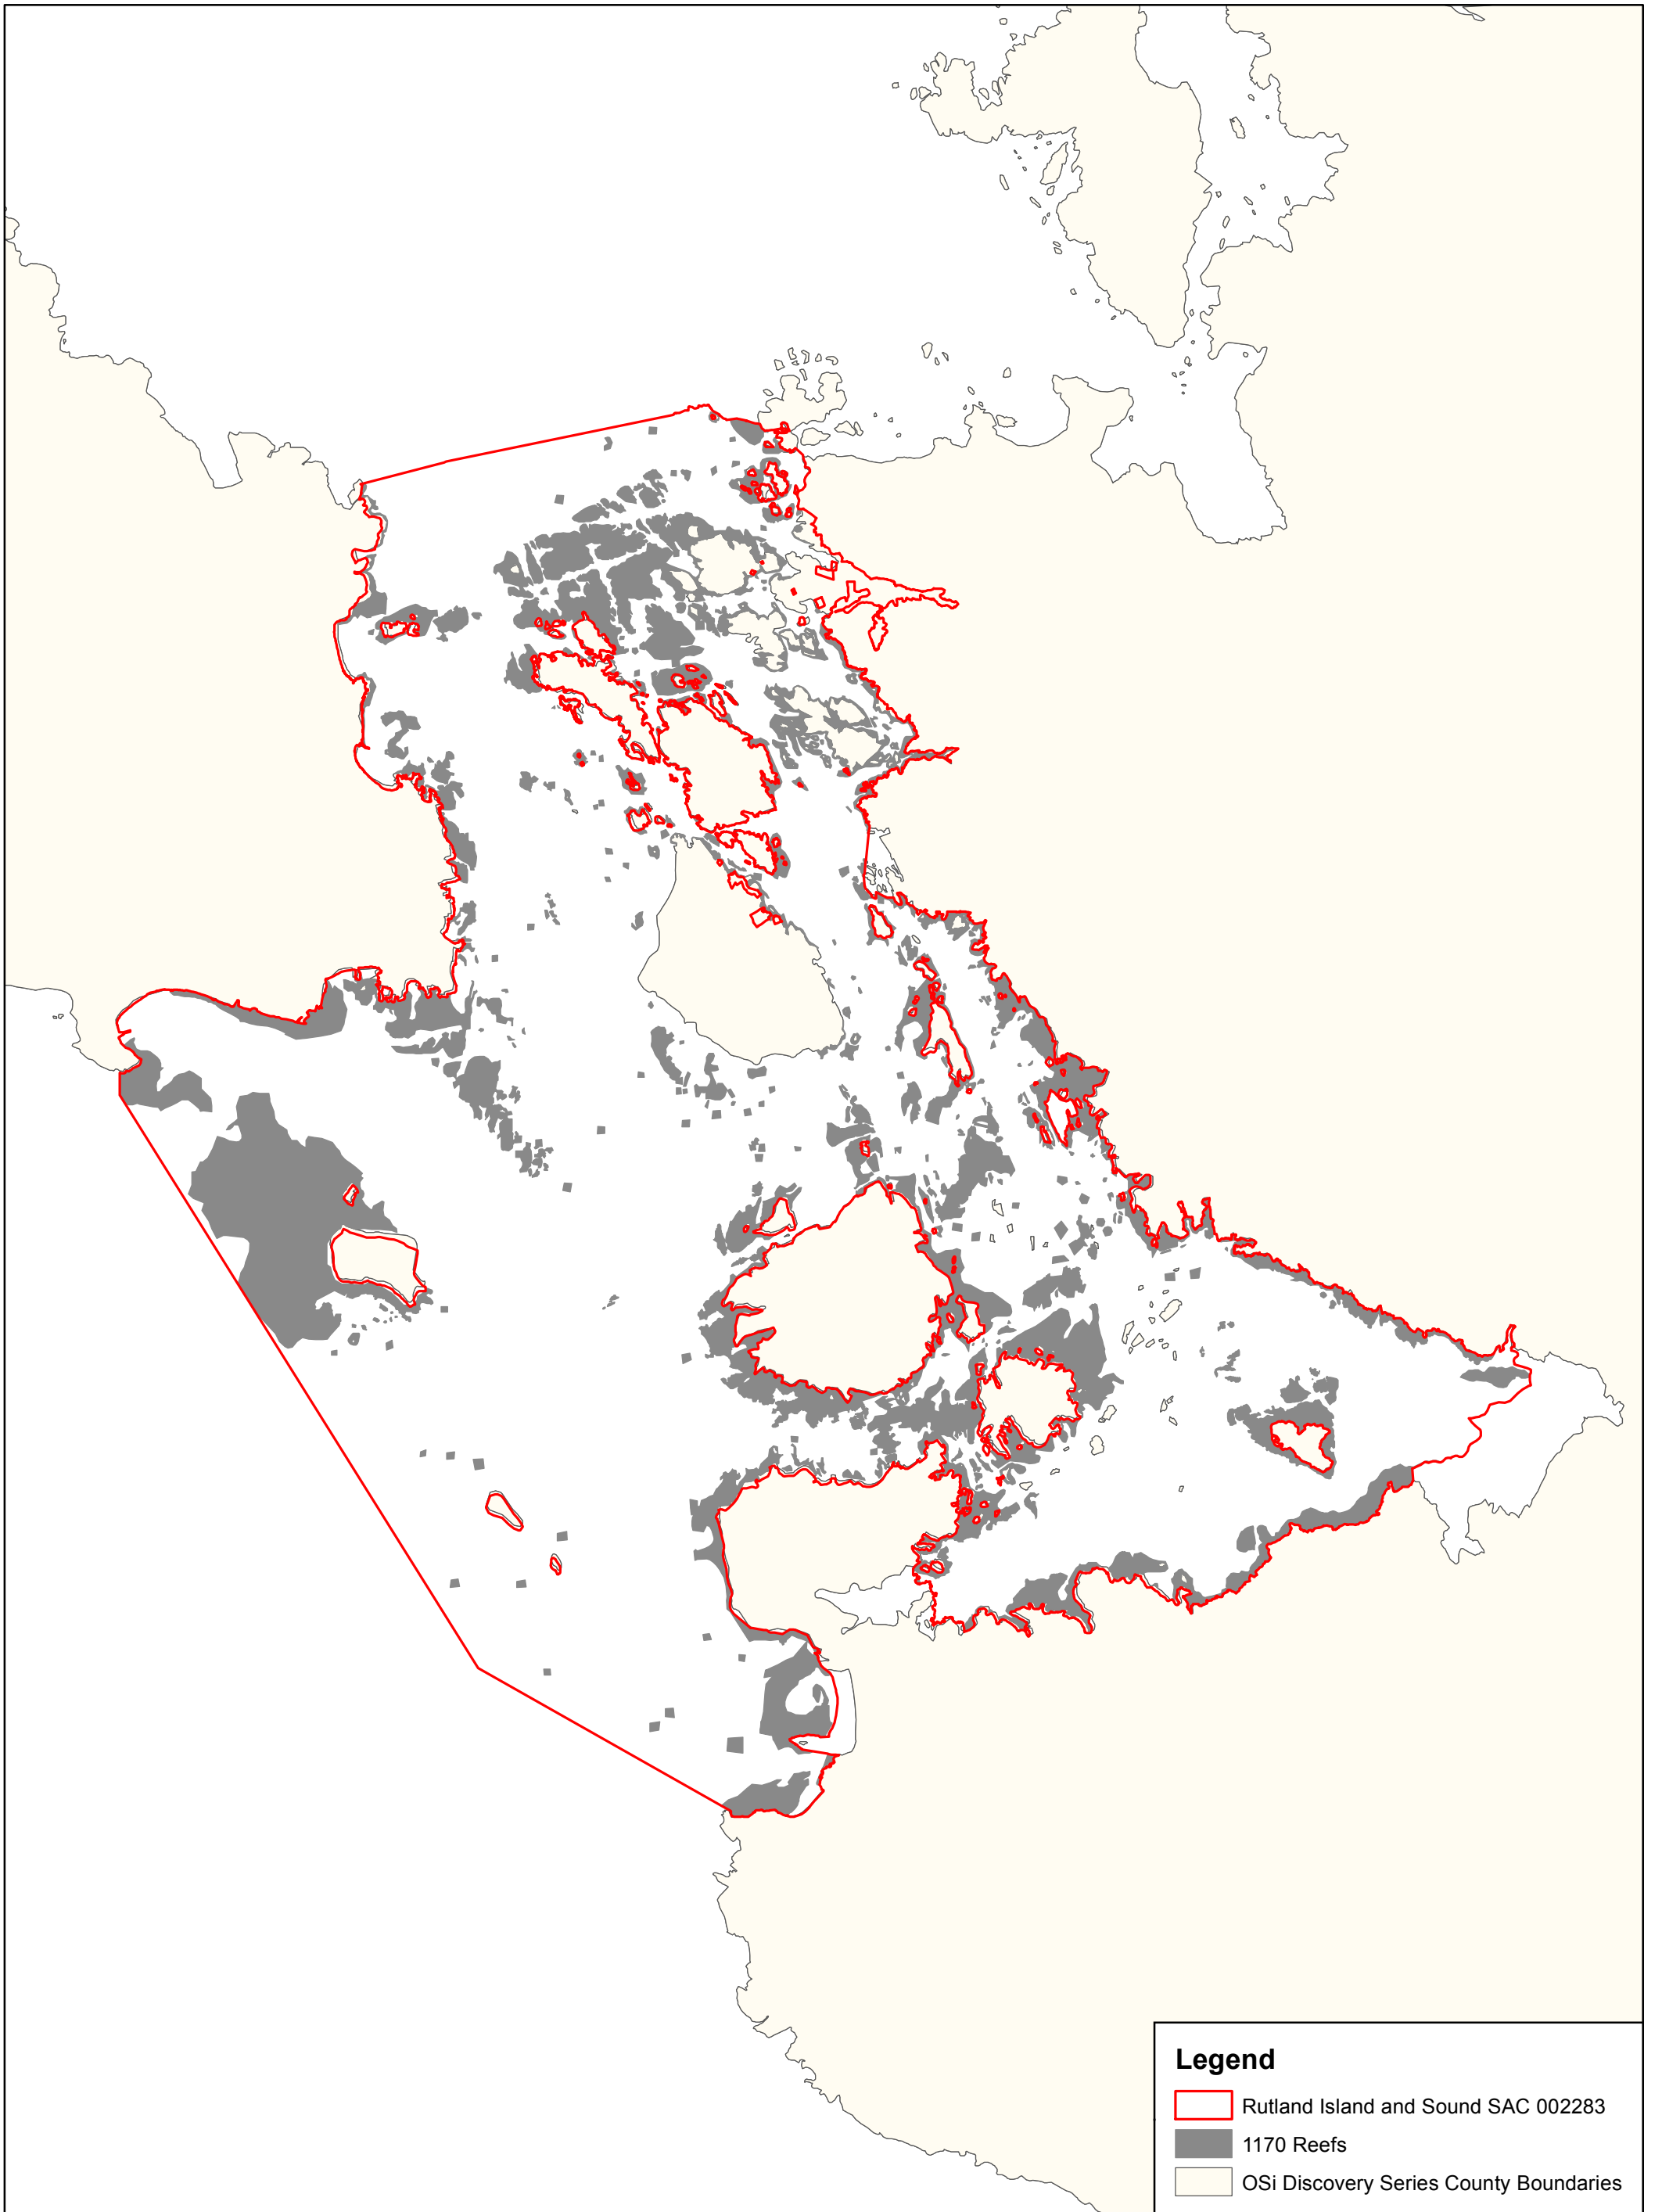 Legend
Rutland Island and Sound SAC 002283
1170 Reefs
OSi Discovery Series County Boundaries